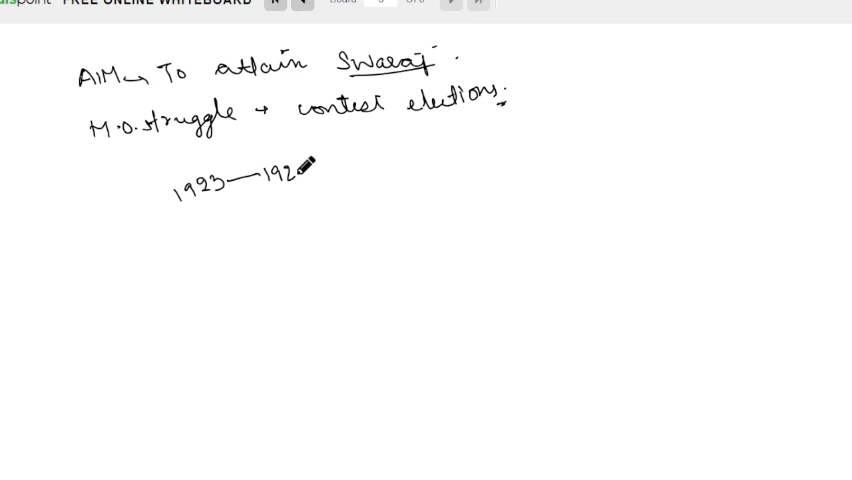 FREE ONLINE WHITEBOARD
AIM → To attain Swaraj.
M.O.struggle → contest elections.
1923 — 192